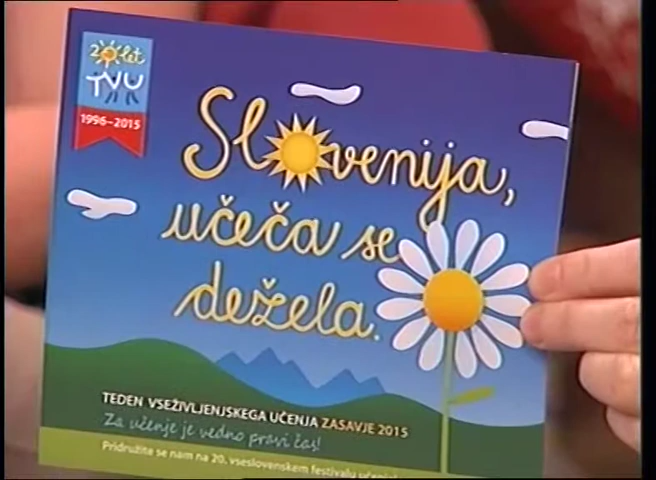 20 let
TVU
1996–2015
Slovenija,
učeča se
dežela.
TEDEN VSEŽIVLJENJSKEGA UČENJA ZASAVJE 2015
Za učenje je vedno pravi čas!
Pridružite se nam na 20. vseslovenskem festivalu učenja